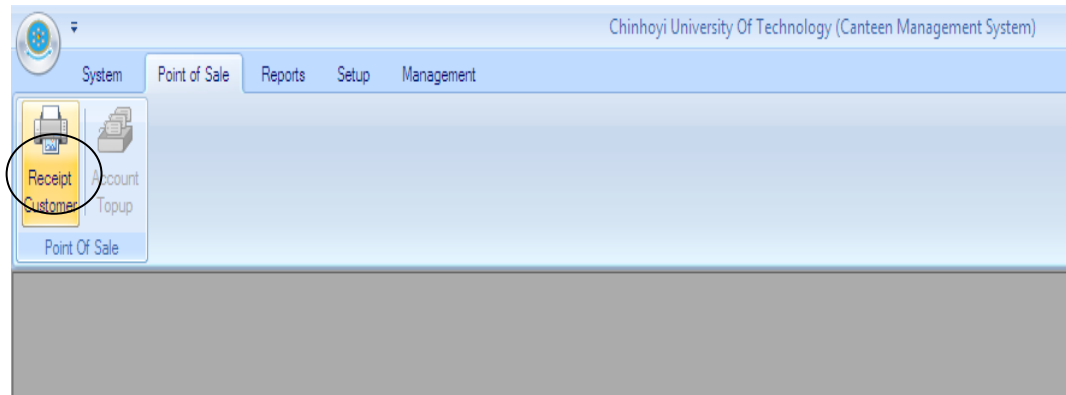 Chinhoyi University Of Technology (Canteen Management System)
System Point of Sale Reports Setup Management
Receipt Account
Customer Topup
Point Of Sale